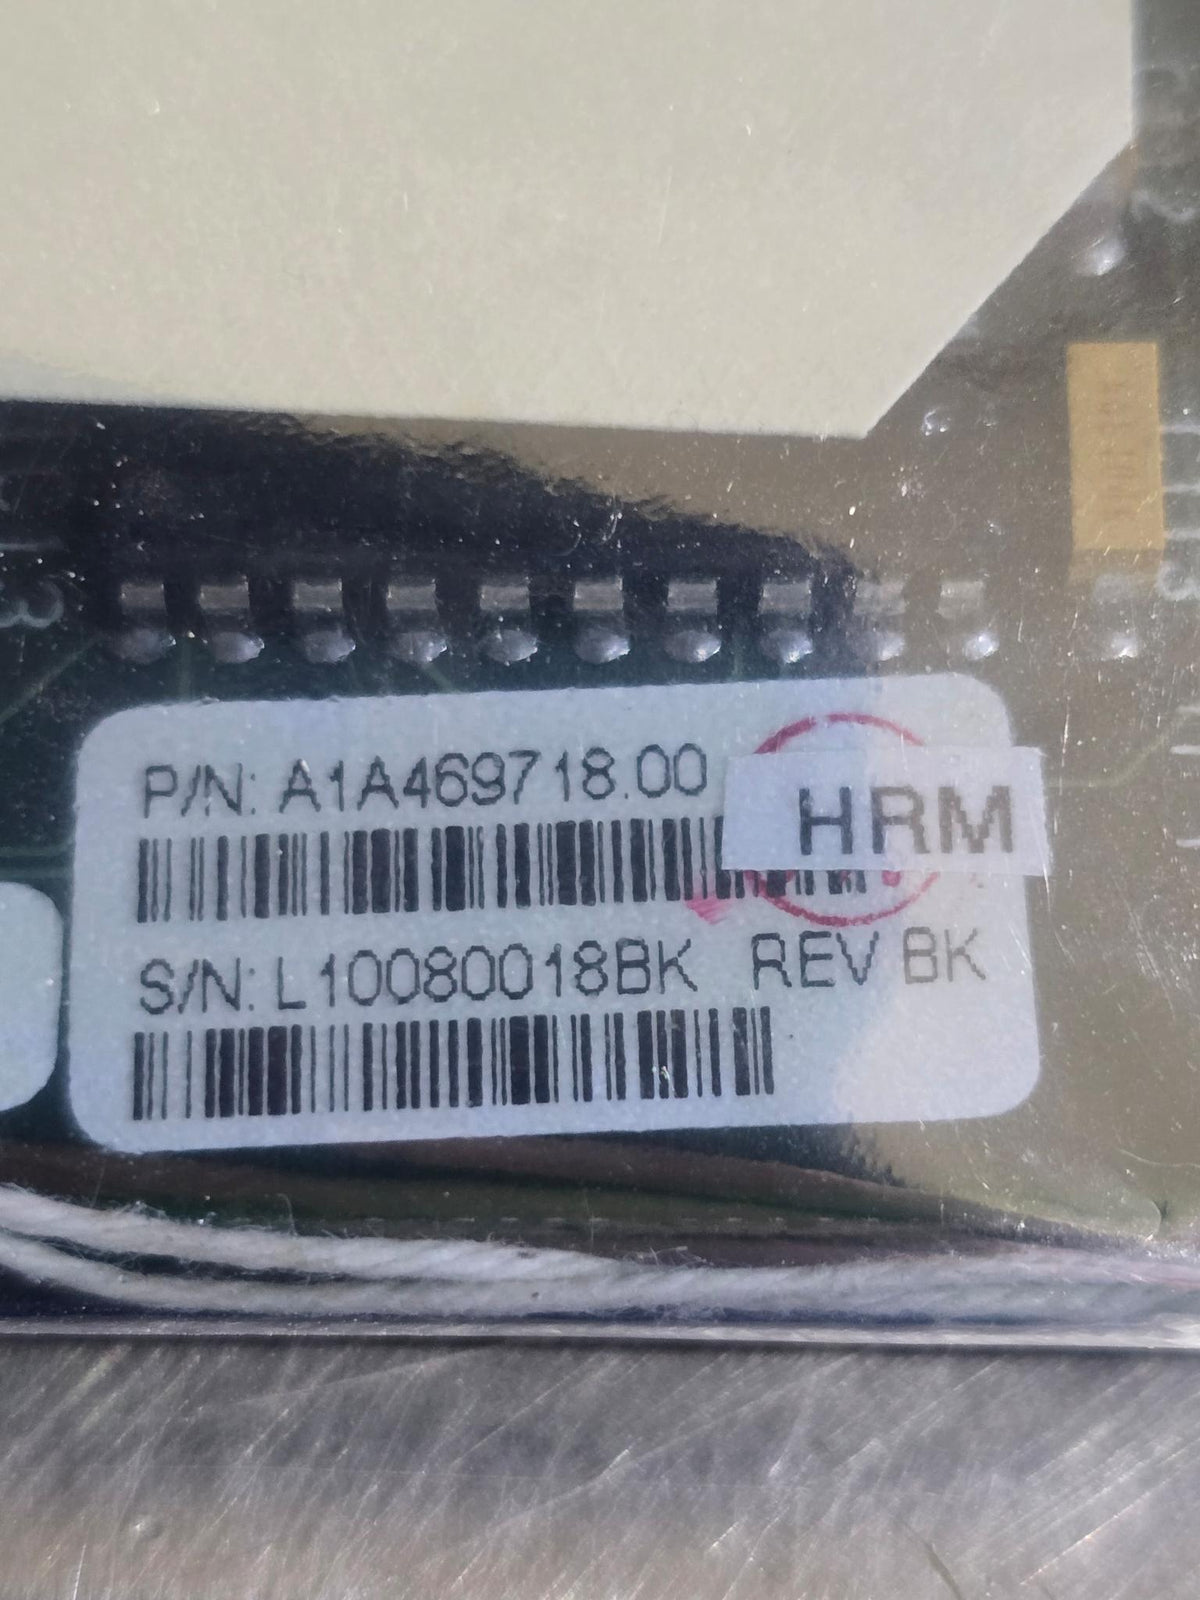 P/N: A1A469718.00
HRM
S/N: L10080018BK REV BK